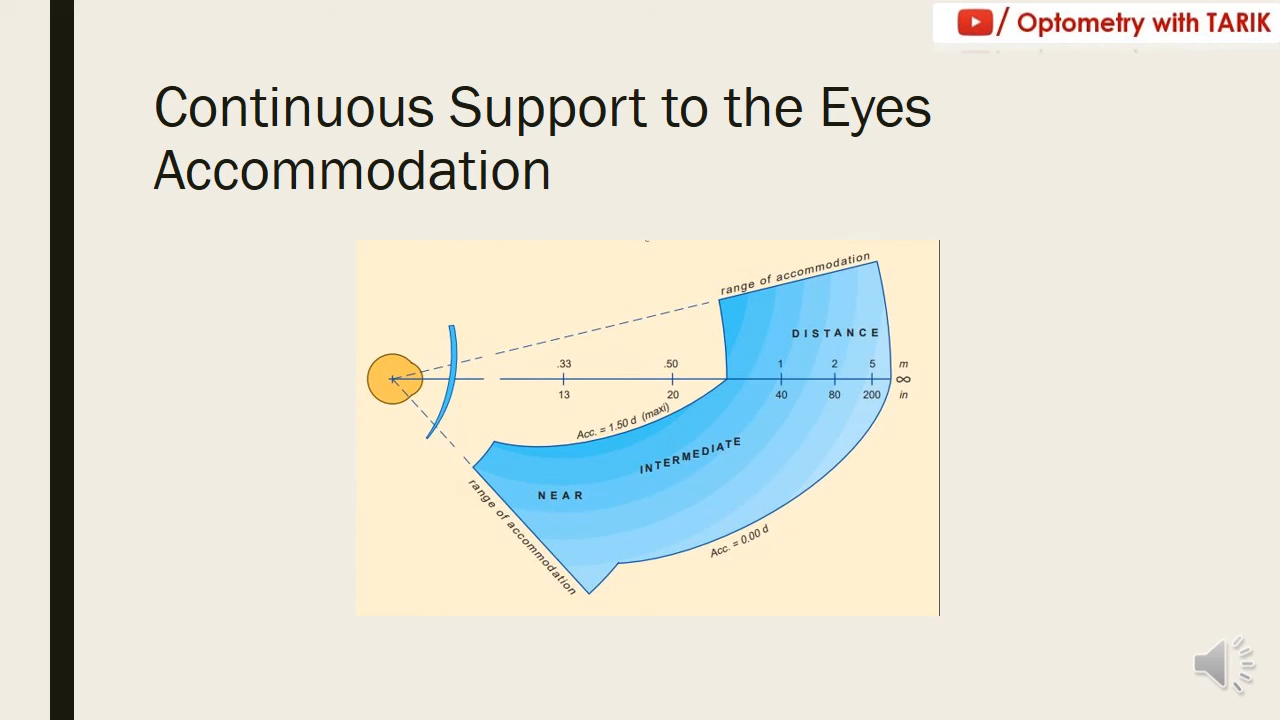 / Optometry with TARIK
Continuous Support to the Eyes
Accommodation
range of accommodation
DISTANCE
.33 .50 1 2 5 m
∞
13 20 40 80 200 in
Acc. = 1.50 d (maxi)
INTERMEDIATE
NEAR
range of accommodation
Acc. = 0.00 d